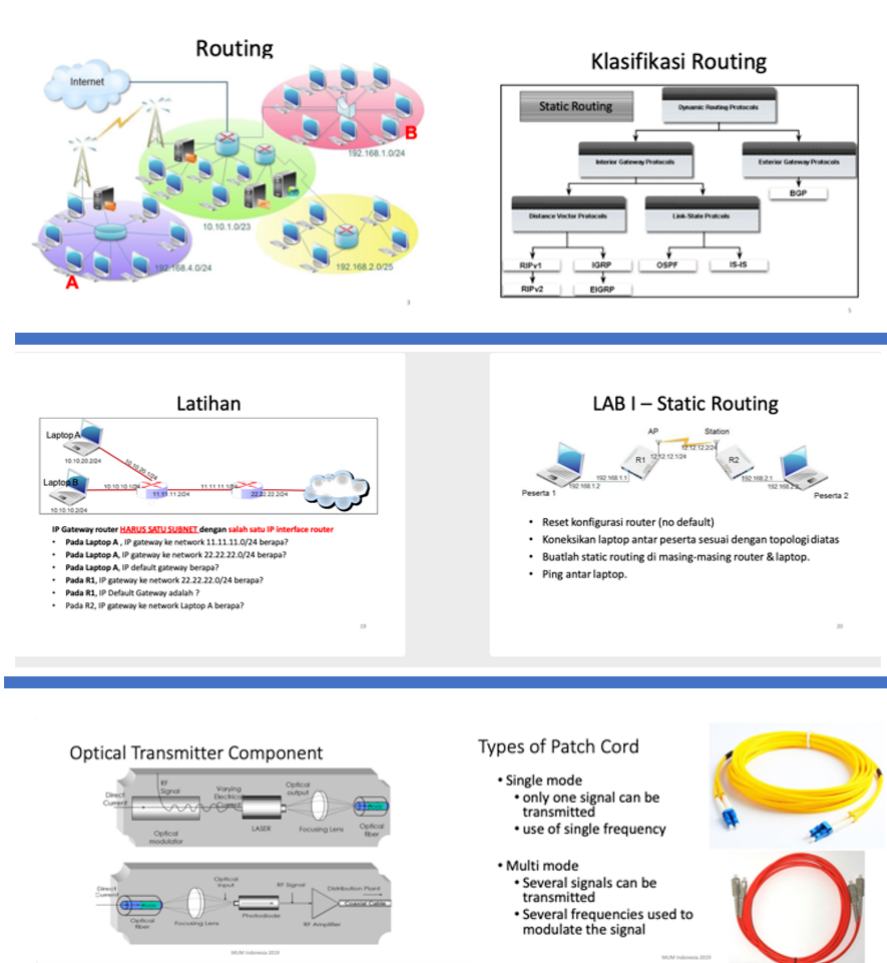 Routing
Internet
B
192.168.1.0/24
10.10.1.0/23
192.168.4.0/24
192.168.2.0/25
A
3
Klasifikasi Routing
Static Routing
Dynamic Routing Protocols
Interior Gateway Protocols
Exterior Gateway Protocols
BGP
Distance Vector Protocols
Link-State Protcols
RIPv1
IGRP
OSPF
IS-IS
RIPv2
EIGRP
5
Latihan
Laptop A
10.10.20.2/24
10.10.20.1/24
Laptop B
10.10.10.1/24
11.11.11.1/24
11.11.11.2/24
22.22.22.2/24
10.10.10.2/24
IP Gateway router HARUS SATU SUBNET dengan salah satu IP interface router
• Pada Laptop A , IP gateway ke network 11.11.11.0/24 berapa?
• Pada Laptop A, IP gateway ke network 22.22.22.0/24 berapa?
• Pada Laptop A, IP default gateway berapa?
• Pada R1, IP gateway ke network 22.22.22.0/24 berapa?
• Pada R1, IP Default Gateway adalah ?
• Pada R2, IP gateway ke network Laptop A berapa?
19
LAB I – Static Routing
AP
Station
12.12.12.2/24
R1
12.12.12.1/24
R2
192.168.1.1
192.168.2.1
192.168.1.2
Peserta 1
Peserta 2
• Reset konfigurasi router (no default)
• Koneksikan laptop antar peserta sesuai dengan topologi diatas
• Buatlah static routing di masing-masing router & laptop.
• Ping antar laptop.
20
Optical Transmitter Component
RF
Signal
Varying
Electrical
Current
Optical
output
Direct
Current
Optical
modulator
LASER
Focusing Lens
Optical
fiber
Direct
Current
Optical
Input
RF Signal
Distribution Plant
Coaxial Cable
Optical
fiber
Focusing Lens
Photodiode
RF Amplifier
MUM Indonesia 2019
Types of Patch Cord
• Single mode
• only one signal can be
transmitted
• use of single frequency
• Multi mode
• Several signals can be
transmitted
• Several frequencies used to
modulate the signal
MUM Indonesia 2019